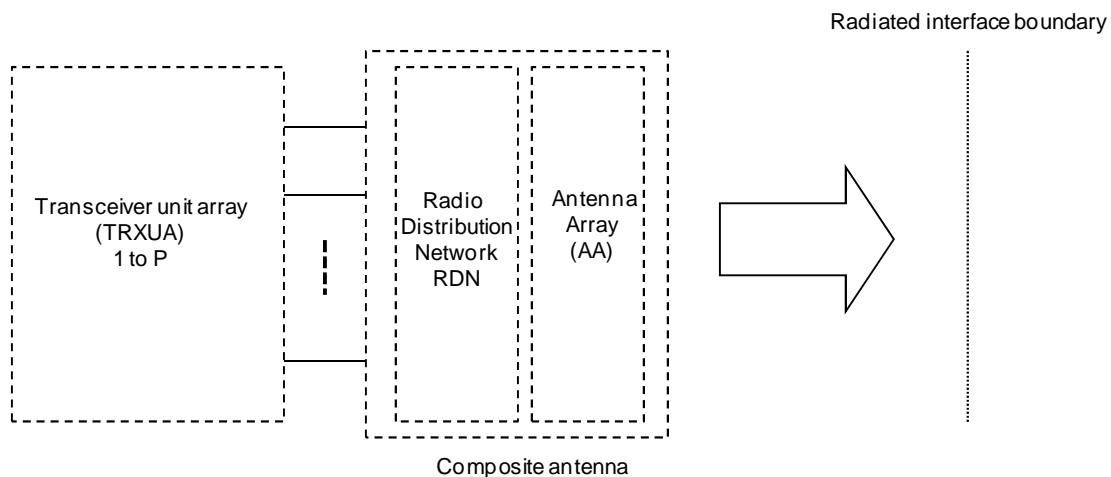 Radiated interface boundary
Transceiver unit array
(TRXUA)
1 to P
Radio
Distribution
Network
RDN
Antenna
Array
(AA)
Composite antenna